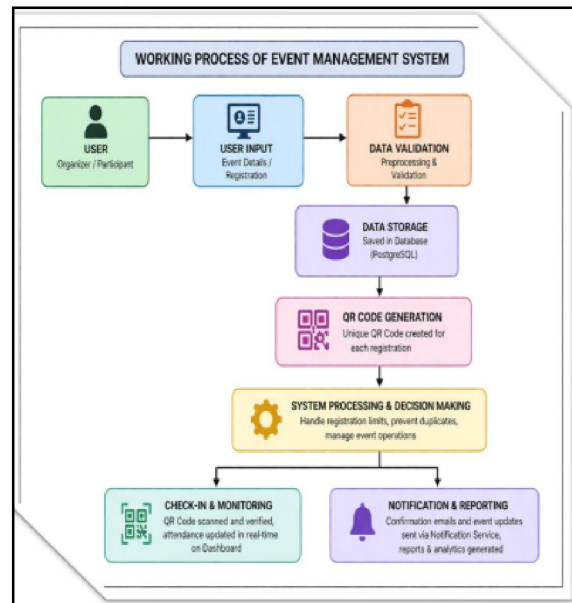 WORKING PROCESS OF EVENT MANAGEMENT SYSTEM
USER
Organizer / Participant
USER INPUT
Event Details /
Registration
DATA VALIDATION
Preprocessing &
Validation
DATA STORAGE
Saved in Database
(PostgreSQL)
QR CODE GENERATION
Unique QR Code created for
each registration
SYSTEM PROCESSING & DECISION MAKING
Handle registration limits, prevent duplicates,
manage event operations
CHECK-IN & MONITORING
QR Code scanned and verified,
attendance updated in real-time
on Dashboard
NOTIFICATION & REPORTING
Confirmation emails and event updates
sent via Notification Service,
reports & analytics generated